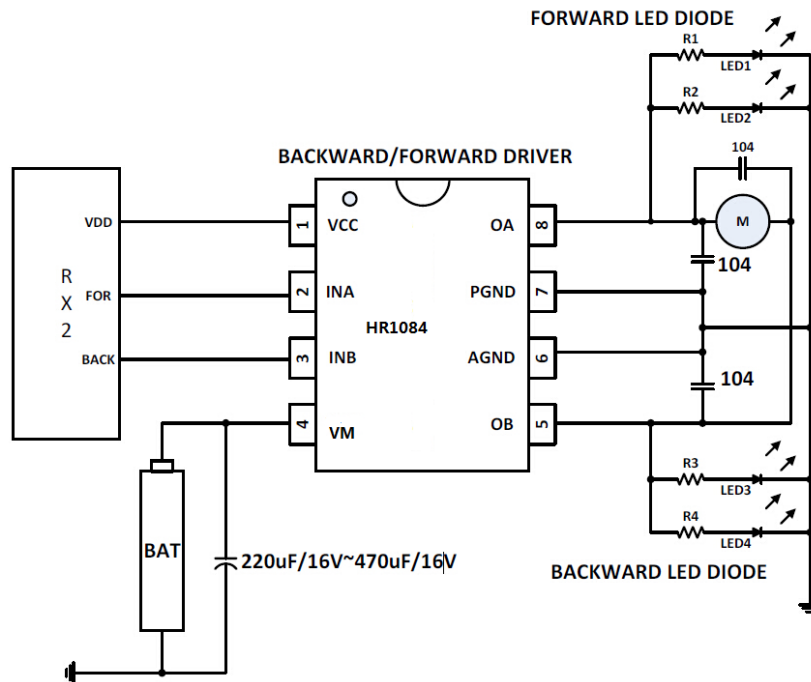 FORWARD LED DIODE
R1
LED1
R2
LED2
104
BACKWARD/FORWARD DRIVER
M
VDD
1
VCC
OA
8
104
R
X
2
FOR
2
INA
PGND
7
HR1084
BACK
3
INB
AGND
6
104
4
VM
OB
5
R3
LED3
R4
LED4
BAT
220uF/16V~470uF/16V
BACKWARD LED DIODE